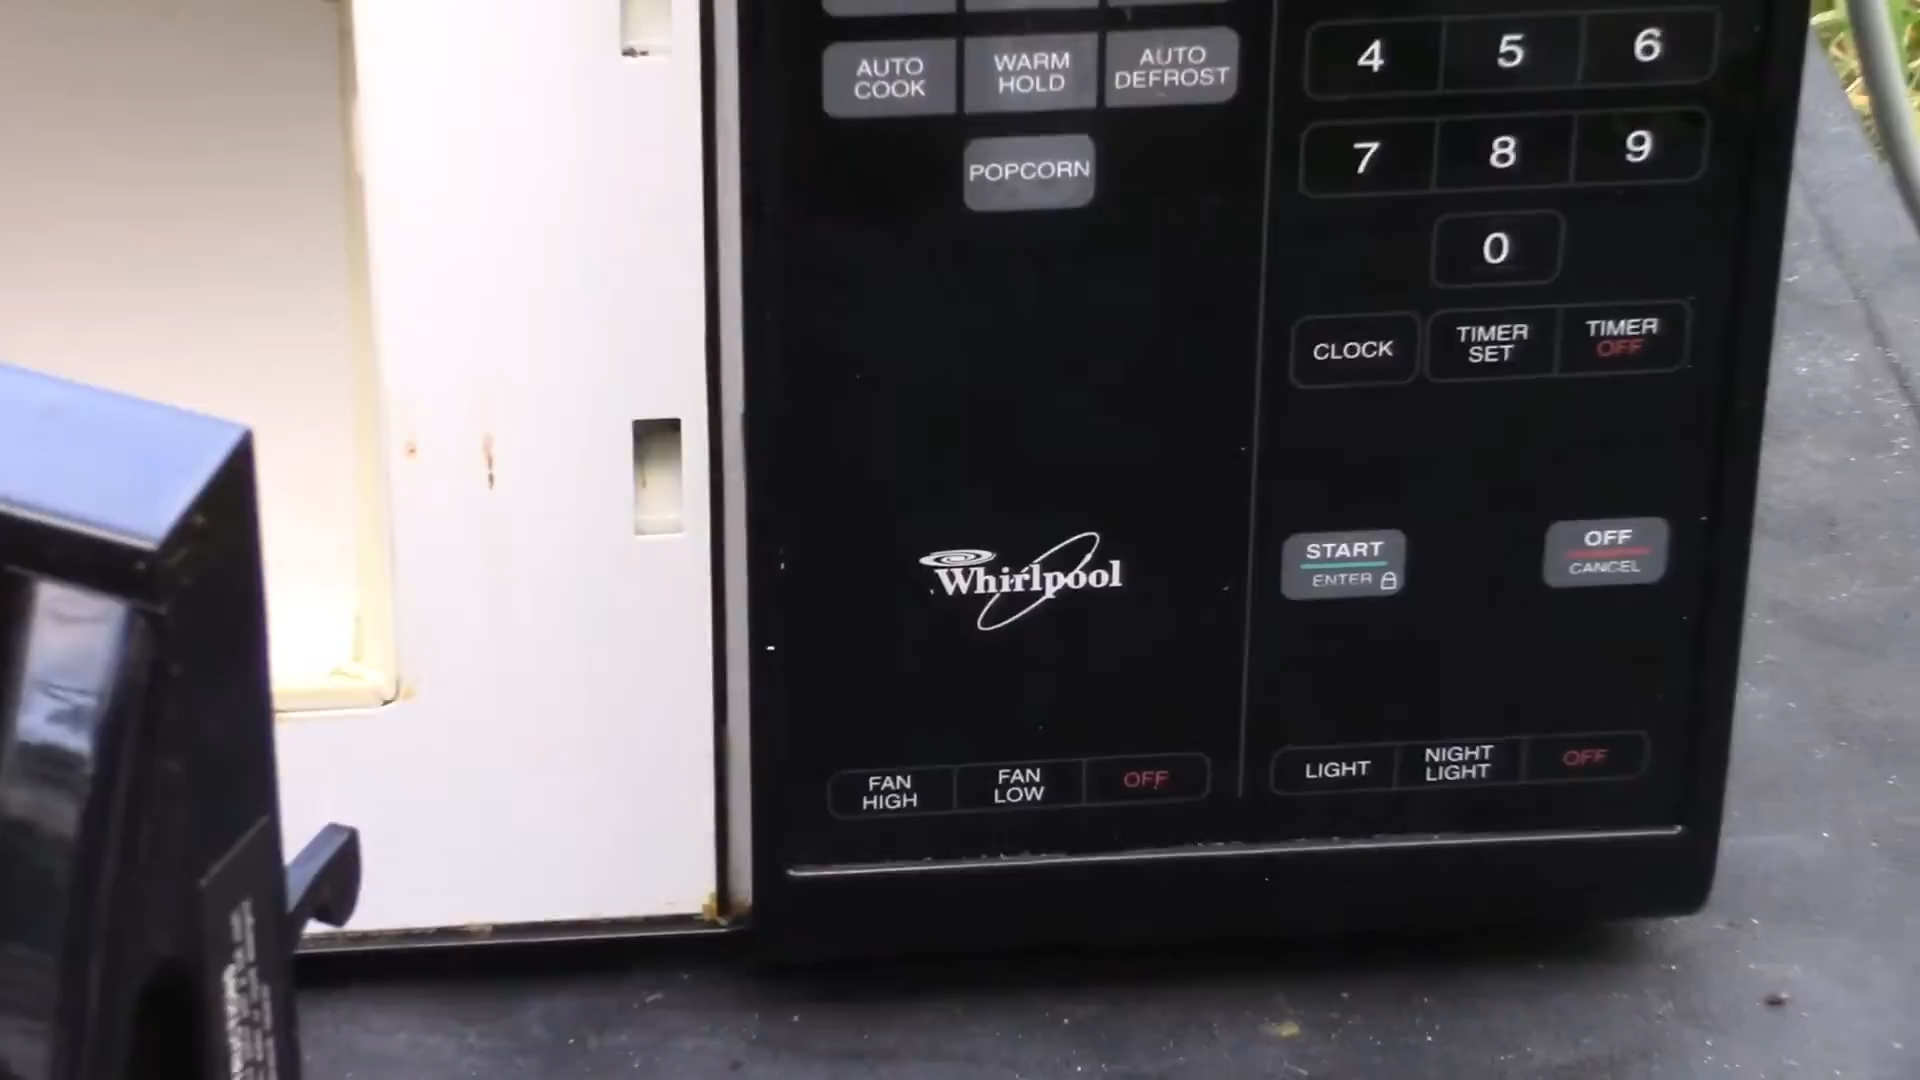 AUTO
COOK
WARM
HOLD
AUTO
DEFROST
POPCORN
4 5 6
7 8 9
0
CLOCK
TIMER
SET
TIMER
OFF
Whirlpool
START
ENTER
OFF
CANCEL
FAN
HIGH
FAN
LOW
OFF
LIGHT
NIGHT
LIGHT
OFF